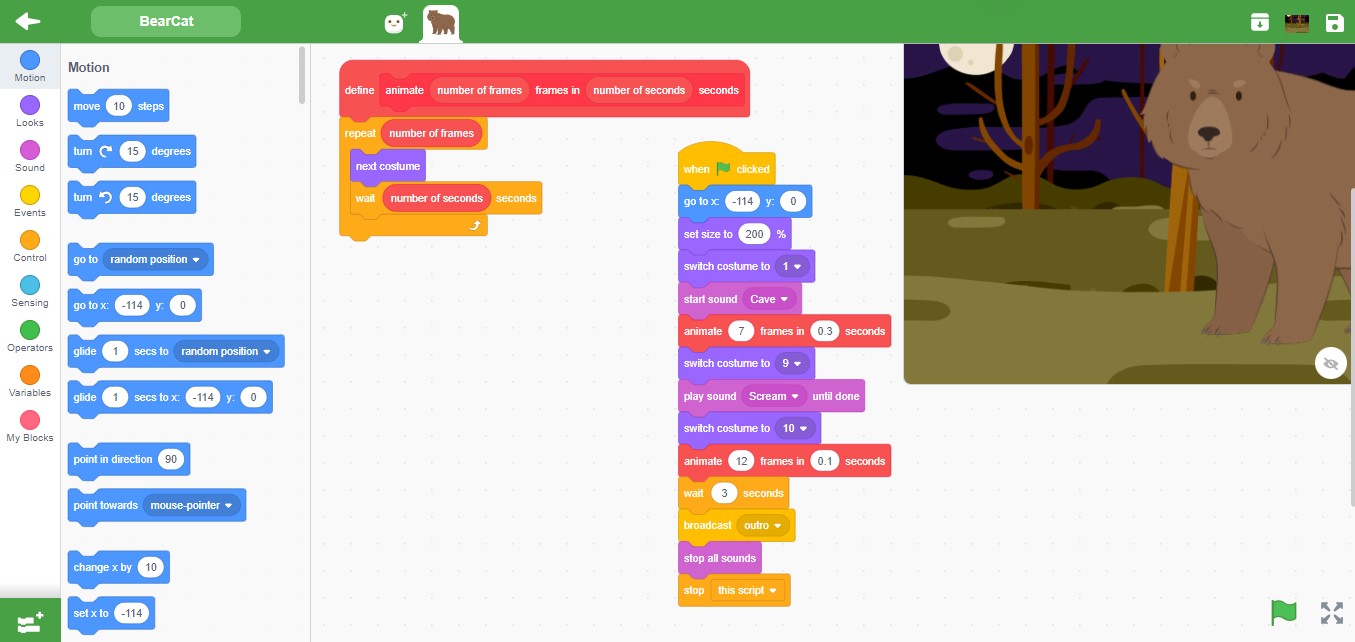 BearCat
Motion
Looks
Sound
Events
Control
Sensing
Operators
Variables
My Blocks
Motion
move 10 steps
turn 15 degrees
turn 15 degrees
go to random position
go to x: -114 y: 0
glide 1 secs to random position
glide 1 secs to x: -114 y: 0
point in direction 90
point towards mouse-pointer
change x by 10
set x to -114
define animate number of frames frames in number of seconds seconds
repeat number of frames
next costume
wait number of seconds seconds
when clicked
go to x: -114 y: 0
set size to 200 %
switch costume to 1
start sound Cave
animate 7 frames in 0.3 seconds
switch costume to 9
play sound Scream until done
switch costume to 10
animate 12 frames in 0.1 seconds
wait 3 seconds
broadcast outro
stop all sounds
stop this script